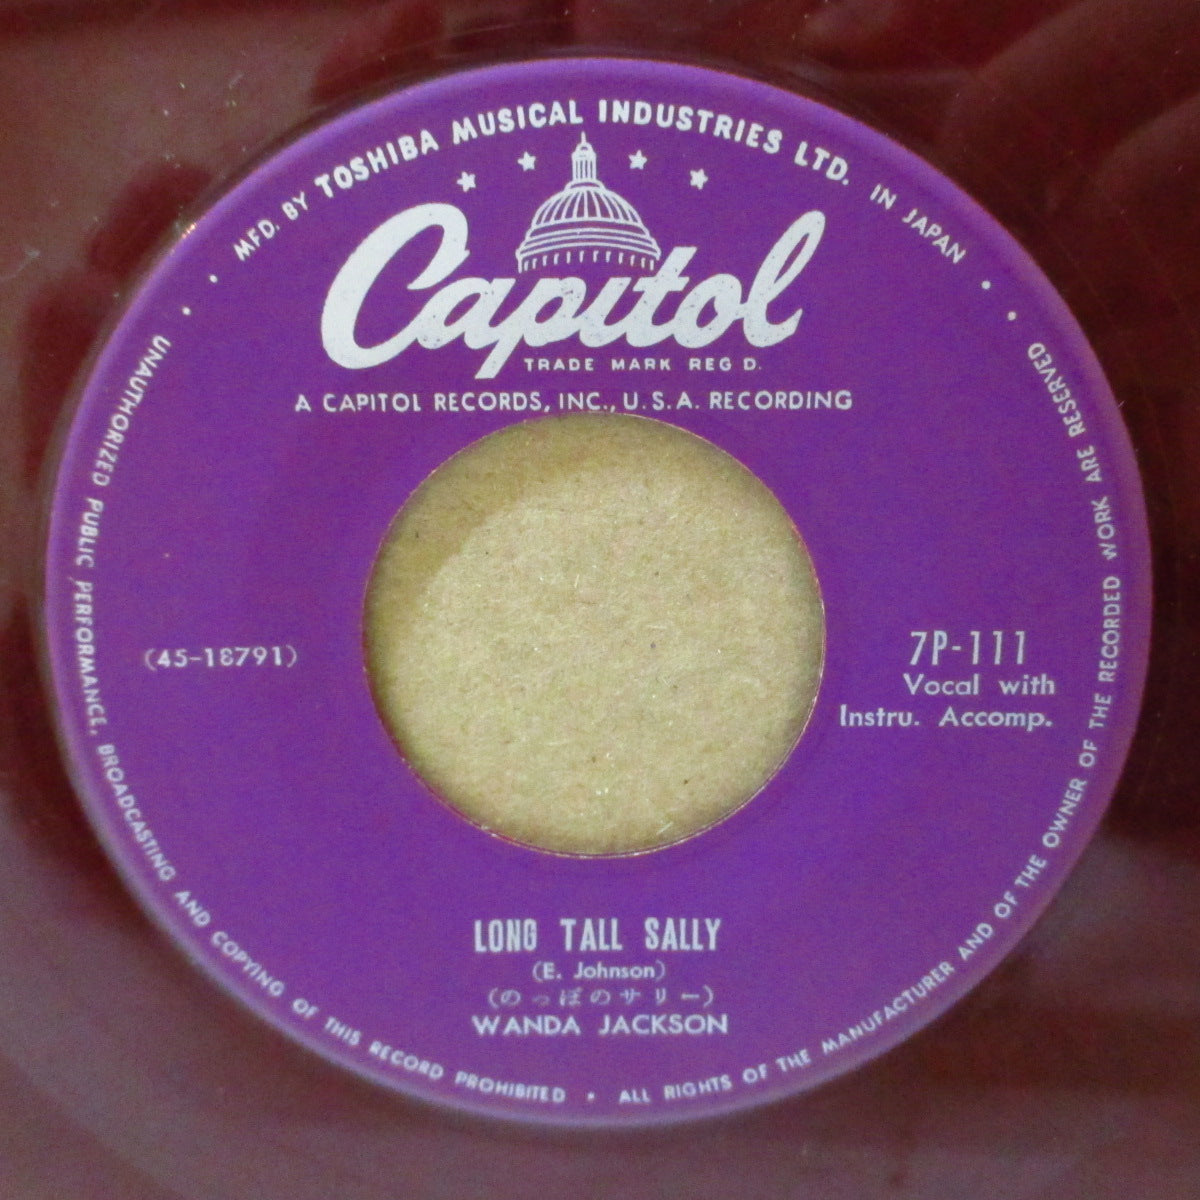 MFD. BY TOSHIBA MUSICAL INDUSTRIES LTD. IN JAPAN
Capitol
TRADE MARK REG D.
A CAPITOL RECORDS, INC., U.S.A. RECORDING
(45-18791)
7P-111
Vocal with
Instru. Accomp.
LONG TALL SALLY
(E. Johnson)
(のっぽのサリー)
WANDA JACKSON
UNAUTHORIZED PUBLIC PERFORMANCE, BROADCASTING AND COPYING OF THIS RECORD PROHIBITED • ALL RIGHTS OF THE MANUFACTURER AND OF THE OWNER OF THE RECORDED WORK ARE RESERVED